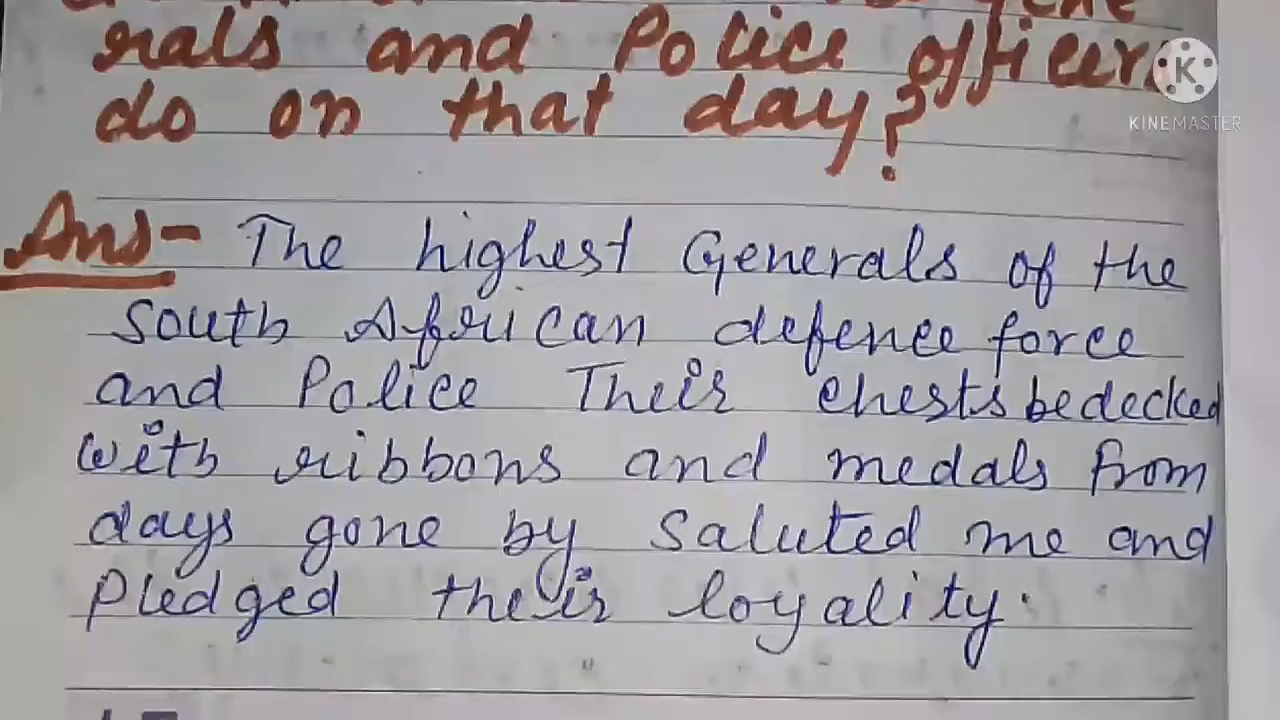 rals and Police officers
do on that day?
Ans- The highest Generals of the
South African defence force
and Police Their chests bedecked
with ribbons and medals from
days gone by saluted me and
Pledged their loyality.
KINEMASTER